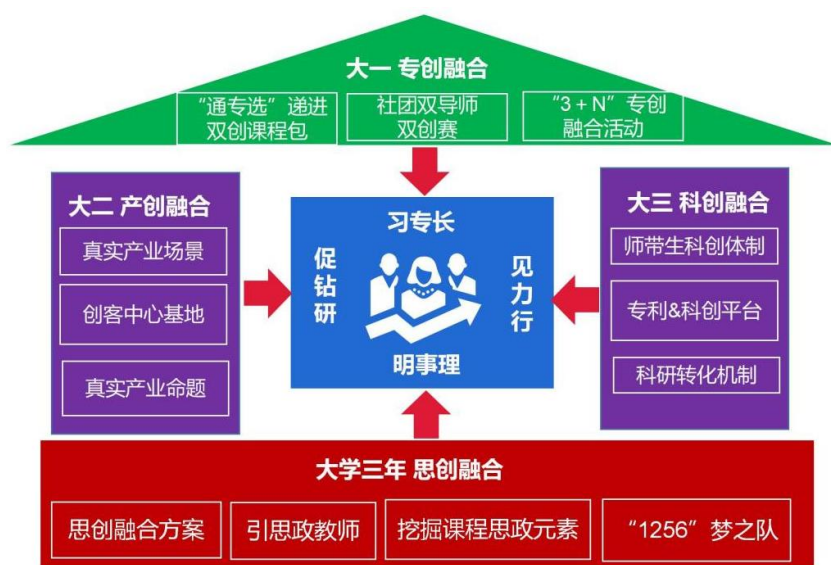 大一 专创融合
“通专选”递进
双创课程包
社团双导师
双创赛
“3 + N”专创
融合活动
大二 产创融合
真实产业场景
创客中心基地
真实产业命题
习专长
促钻研
见力行
明事理
大三 科创融合
师带生科创体制
专利&科创平台
科研转化机制
大学三年 思创融合
思创融合方案
引思政教师
挖掘课程思政元素
“1256”梦之队